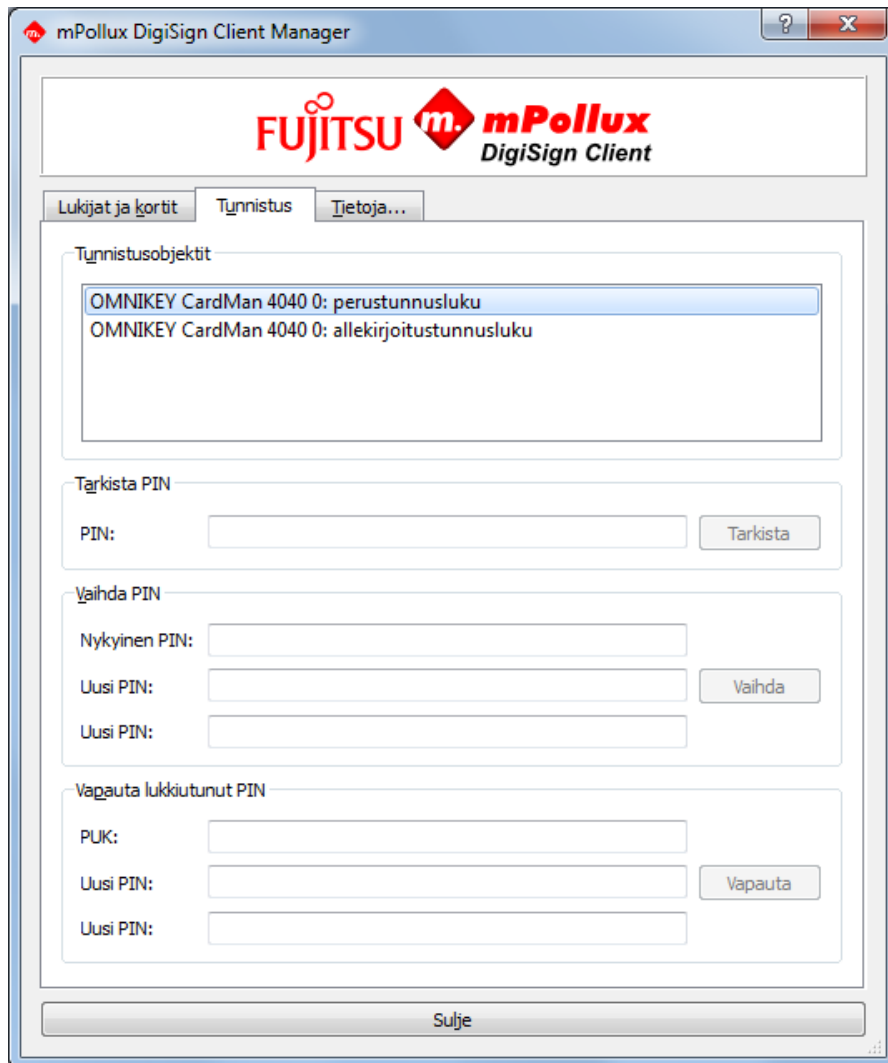 mPollux DigiSign Client Manager
FUJITSU m. mPollux
DigiSign Client
Lukijat ja kortit Tunnistus Tietoja...
Tunnistusobjektit
OMNIKEY CardMan 4040 0: perustunnusluku
OMNIKEY CardMan 4040 0: allekirjoitustunnusluku
Tarkista PIN
PIN: Tarkista
Vaihda PIN
Nykyinen PIN:
Uusi PIN: Vaihda
Uusi PIN:
Vapauta lukkiutunut PIN
PUK:
Uusi PIN: Vapauta
Uusi PIN:
Sulje